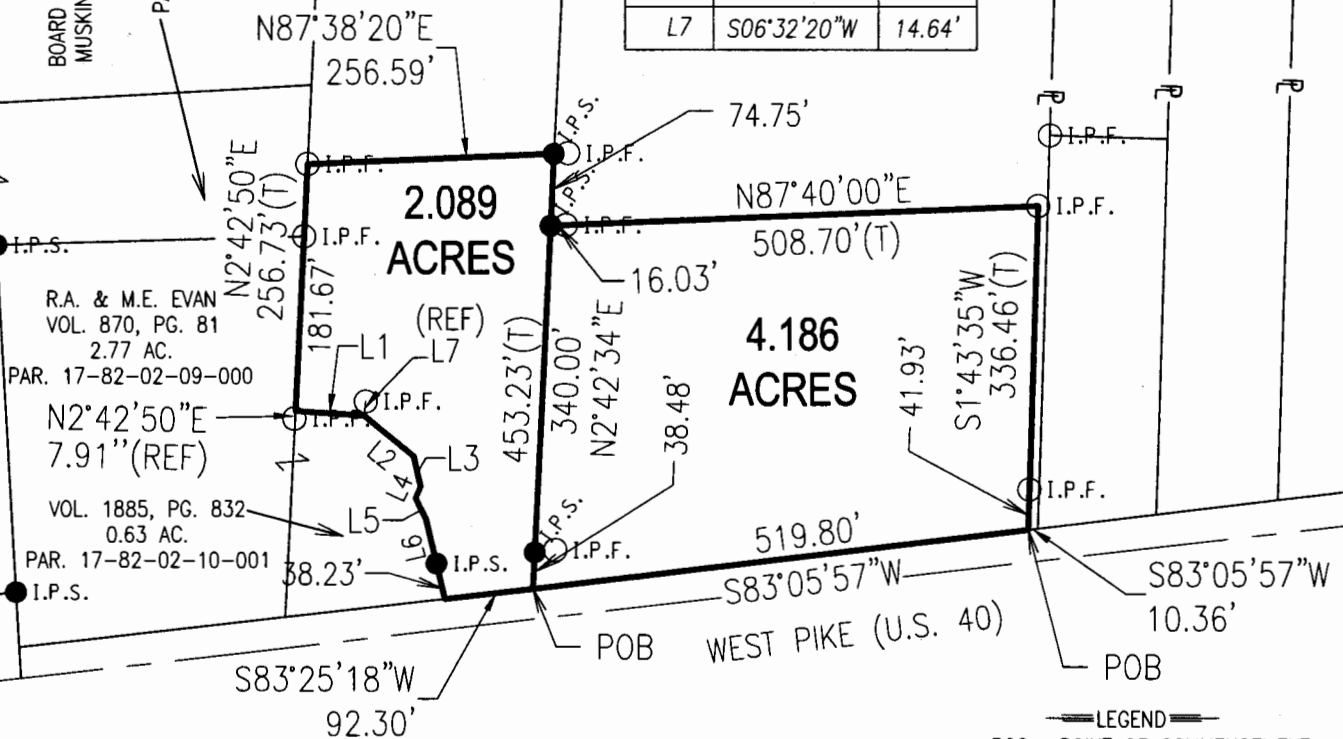 BOARD
MUSKIN
P
N87°38'20"E
256.59'
L7 S06°32'20"W 14.64'
74.75'
I.P.S.
I.P.F.
I.P.S.
I.P.F.
I.P.F.
I.P.F.
N2°42'50"E
256.73'(T)
181.67'
2.089
ACRES
(REF)
N87°40'00"E
508.70'(T)
16.03'
I.P.F.
I.P.F.
PL
PL
PL
I.P.S.
R.A. & M.E. EVAN
VOL. 870, PG. 81
2.77 AC.
PAR. 17-82-02-09-000
N2°42'50"E
7.91''(REF)
L1
L7
I.P.F.
I.P.F.
L2
L3
L4
L5
L6
N
453.23'(T)
340.00'
N2°42'34"E
38.48'
4.186
ACRES
41.93'
S1°43'35"W
336.46'(T)
I.P.F.
VOL. 1885, PG. 832
0.63 AC.
PAR. 17-82-02-10-001
38.23'
I.P.S.
I.P.S.
I.P.F.
I.P.S.
519.80'
S83°05'57"W
S83°05'57"W
10.36'
POB
WEST PIKE (U.S. 40)
POB
S83°25'18"W
92.30'
LEGEND